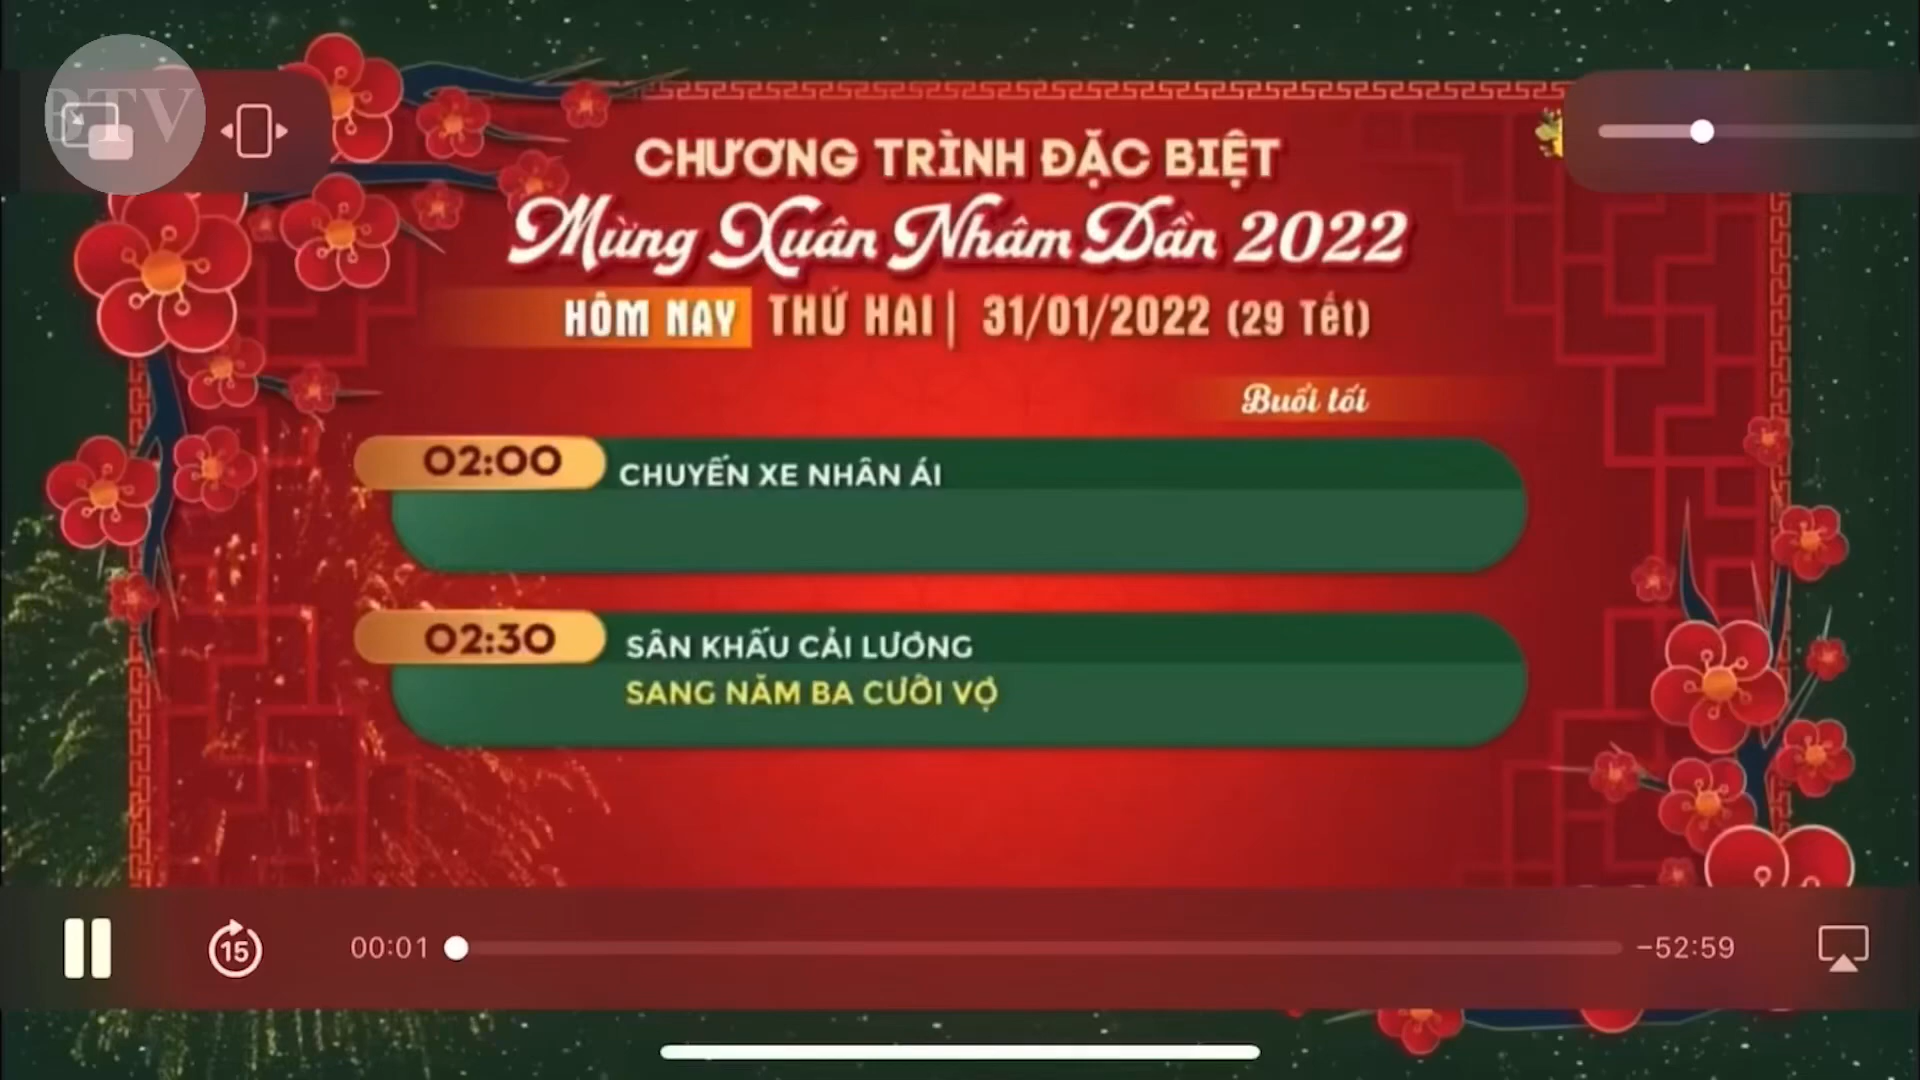 BTV
CHƯƠNG TRÌNH ĐẶC BIỆT
Mừng Xuân Nhâm Dần 2022
HÔM NAY THỨ HAI | 31/01/2022 (29 Tết)
Buổi tối
02:00 CHUYẾN XE NHÂN ÁI
02:30 SÂN KHẤU CẢI LƯƠNG
SANG NĂM BA CƯỚI VỢ
15 00:01 −52:59